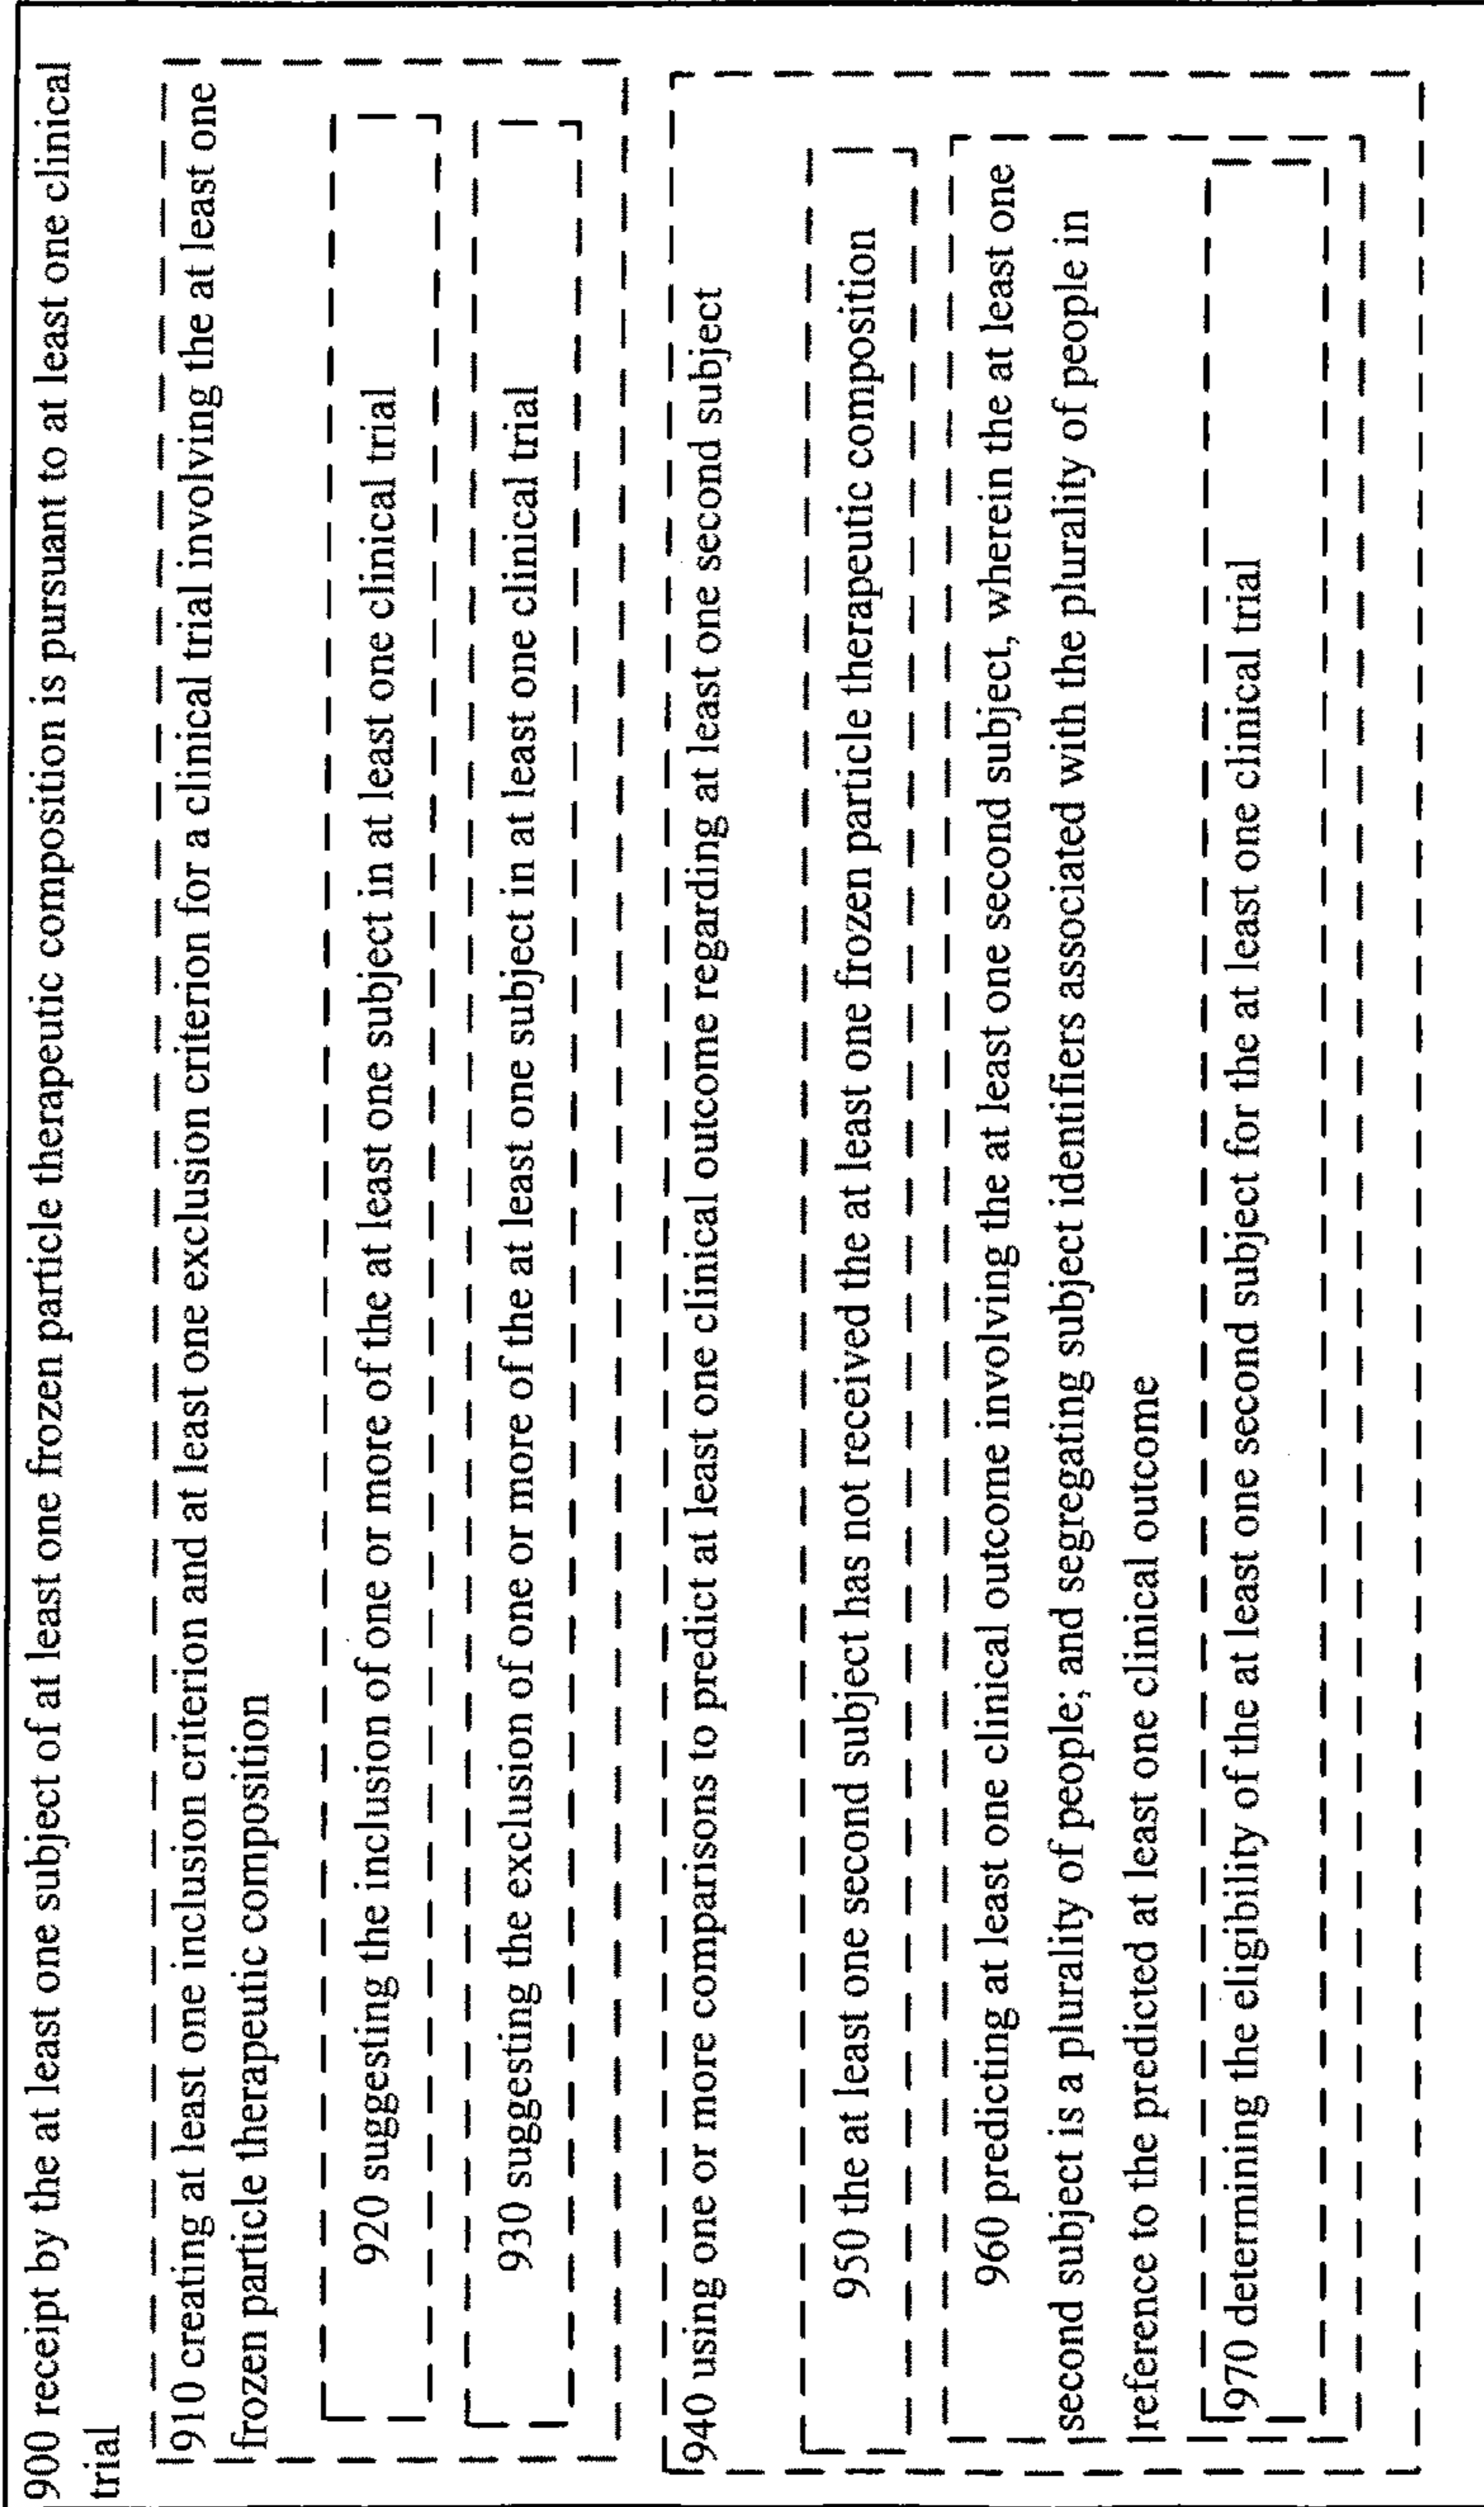 900 receipt by the at least one subject of at least one frozen particle therapeutic composition is pursuant to at least one clinical
trial
910 creating at least one inclusion criterion and at least one exclusion criterion for a clinical trial involving the at least one
frozen particle therapeutic composition
920 suggesting the inclusion of one or more of the at least one subject in at least one clinical trial
930 suggesting the exclusion of one or more of the at least one subject in at least one clinical trial
940 using one or more comparisons to predict at least one clinical outcome regarding at least one second subject
950 the at least one second subject has not received the at least one frozen particle therapeutic composition
960 predicting at least one clinical outcome involving the at least one second subject, wherein the at least one
second subject is a plurality of people; and segregating subject identifiers associated with the plurality of people in
reference to the predicted at least one clinical outcome
970 determining the eligibility of the at least one second subject for the at least one clinical trial